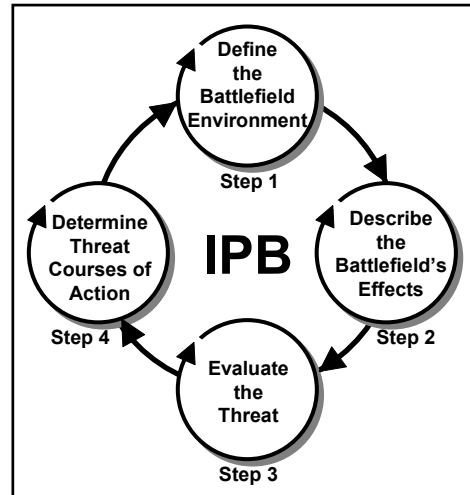 Define
the
Battlefield
Environment
Step 1
Describe
the
Battlefield's
Effects
Step 2
Evaluate
the
Threat
Step 3
Determine
Threat
Courses of
Action
Step 4
IPB